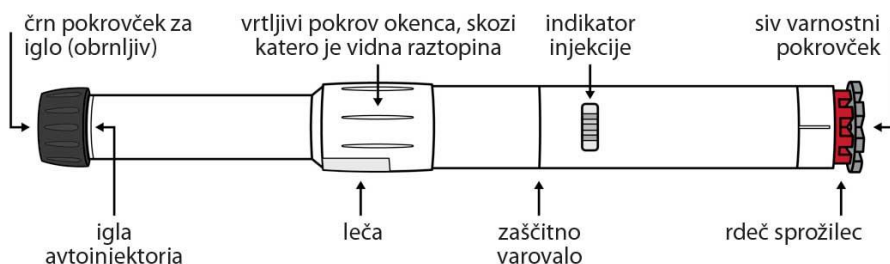 črn pokrovček za
iglo (obrnljiv)
vrtljivi pokrov okenca, skozi
katero je vidna raztopina
indikator
injekcije
siv varnostni
pokrovček
igla
avtoinjektorja
leča
zaščitno
varovalo
rdeč sprožilec